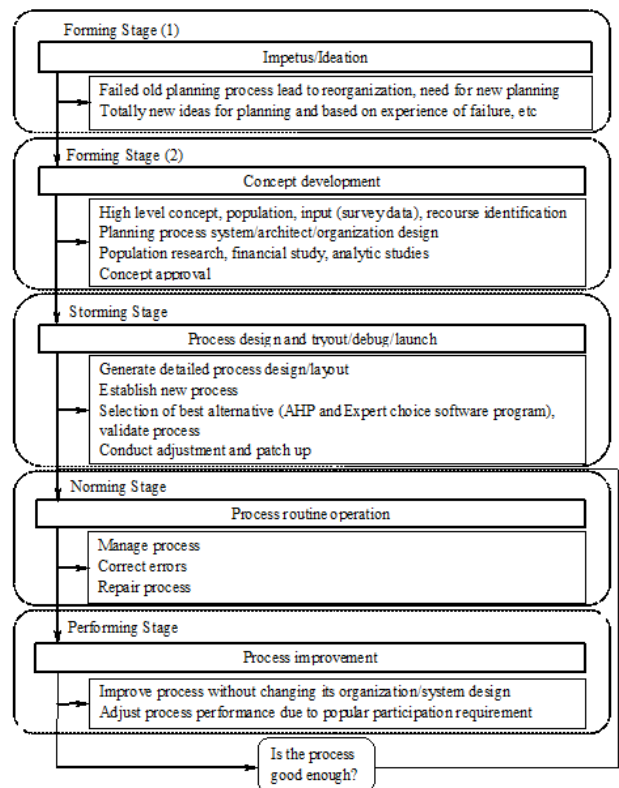 Forming Stage (1)
Impetus/Ideation
Failed old planning process lead to reorganization, need for new planning
Totally new ideas for planning and based on experience of failure, etc
Forming Stage (2)
Concept development
High level concept, population, input (survey data), recourse identification
Planning process system/architect/organization design
Population research, financial study, analytic studies
Concept approval
Storming Stage
Process design and tryout/debug/launch
Generate detailed process design/layout
Establish new process
Selection of best alternative (AHP and Expert choice software program),
validate process
Conduct adjustment and patch up
Norming Stage
Process routine operation
Manage process
Correct errors
Repair process
Performing Stage
Process improvement
Improve process without changing its organization/system design
Adjust process performance due to popular participation requirement
Is the process
good enough?